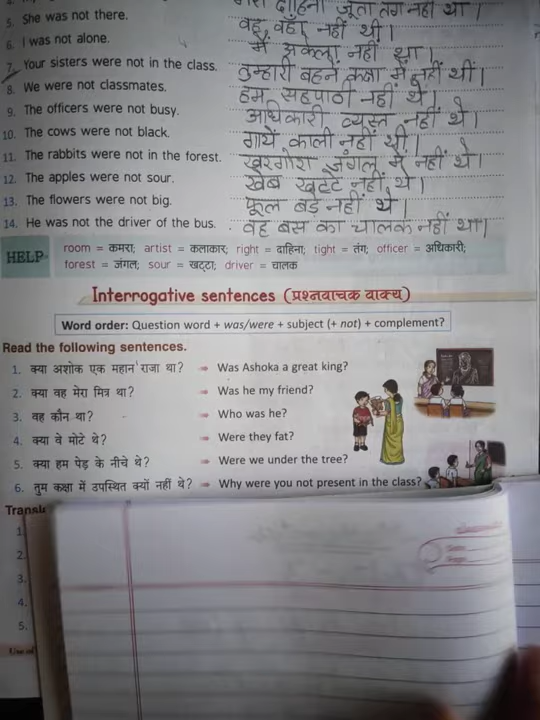 दाहिना जूता तंग नहीं था।
5. She was not there. वह वहाँ नहीं थी।
6. I was not alone. मैं अकेला नहीं था।
7. Your sisters were not in the class. तुम्हारी बहनें कक्षा में नहीं थीं।
8. We were not classmates. हम सहपाठी नहीं थे।
9. The officers were not busy. अधिकारी व्यस्त नहीं थे।
10. The cows were not black. गायें काली नहीं थीं।
11. The rabbits were not in the forest. खरगोश जंगल में नहीं थे।
12. The apples were not sour. खट्टे नहीं थे।
13. The flowers were not big. फूल बड़े नहीं थे।
14. He was not the driver of the bus. वह बस का चालक नहीं था।
HELP room = कमरा; artist = कलाकार; right = दाहिना; tight = तंग; officer = अधिकारी;
forest = जंगल; sour = खट्टा; driver = चालक
Interrogative sentences (प्रश्नवाचक वाक्य)
Word order: Question word + was/were + subject (+ not) + complement?
Read the following sentences.
1. क्या अशोक एक महान राजा था? Was Ashoka a great king?
2. क्या वह मेरा मित्र था? Was he my friend?
3. वह कौन था? Who was he?
4. क्या वे मोटे थे? Were they fat?
5. क्या हम पेड़ के नीचे थे? Were we under the tree?
6. तुम कक्षा में उपस्थित क्यों नहीं थे? Why were you not present in the class?
1.
2.
3.
4.
5.